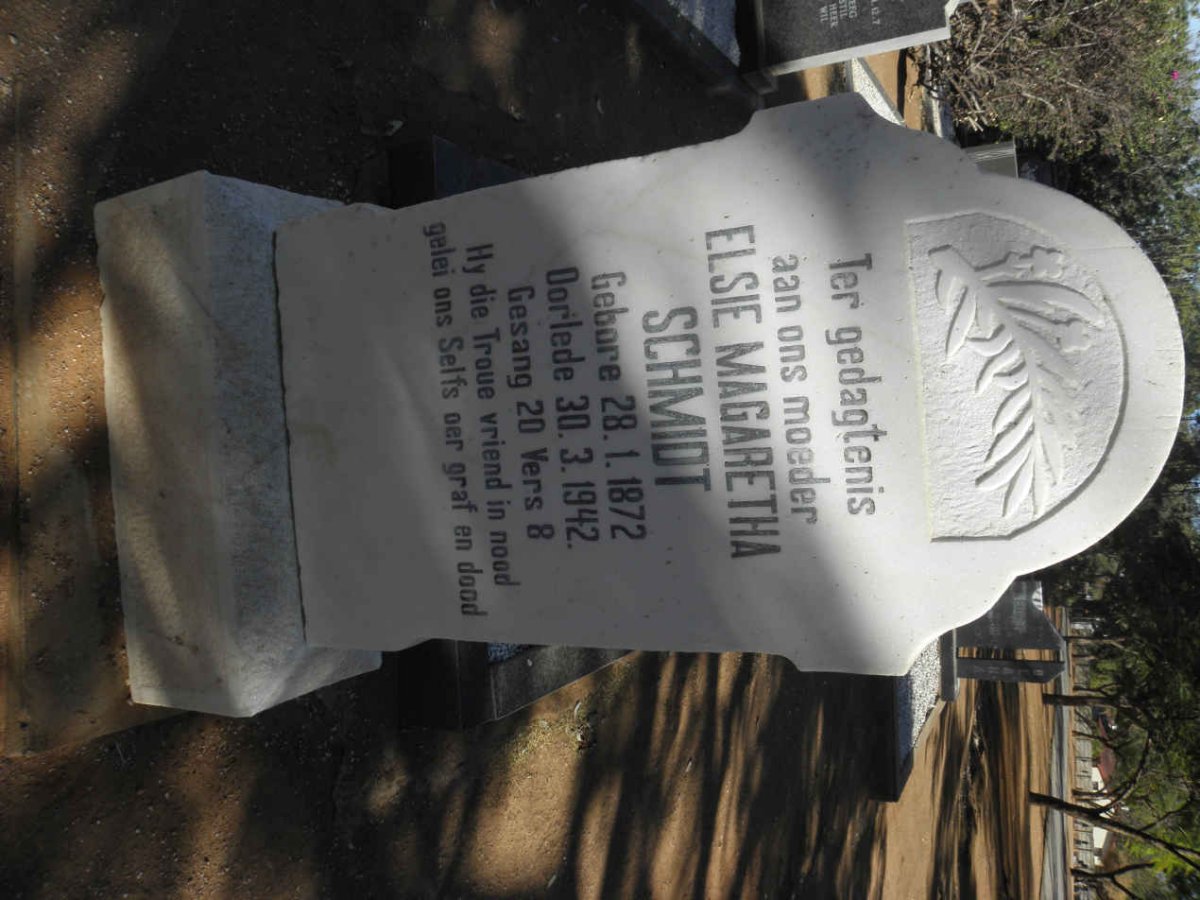 Ter gedagtenis
aan ons moeder
ELSIE MAGARETHA
SCHMIDT
Gebore 28. 1. 1872
Oorlede 30. 3. 1942.
Gesang 20 Vers 8
Hy die Troue vriend in nood
gelei ons Selfs oer graf en dood